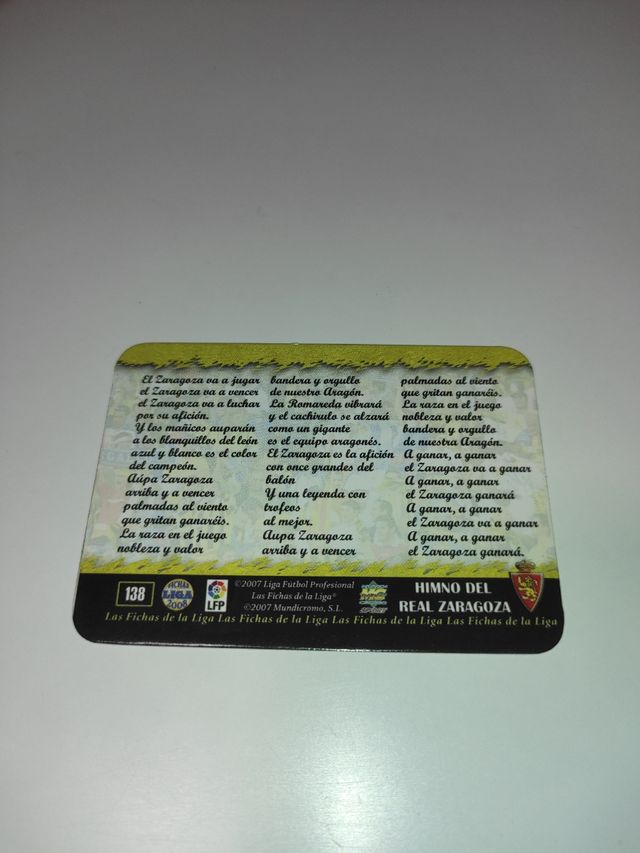 El Zaragoza va a jugar
el Zaragoza va a vencer
el Zaragoza va a luchar
por su afición.
Y los mañicos auparán
a los blanquillos del león
azul y blanco es el color
del campeón.
Aúpa Zaragoza
arriba y a vencer
palmadas al viento
que gritan ganaréis.
La raza en el juego
nobleza y valor
bandera y orgullo
de nuestro Aragón.
La Romareda vibrará
y el cachirulo se alzará
como un gigante
es el equipo aragonés.
El Zaragoza es la afición
con once grandes del
balón
Y una leyenda con
trofeos
al mejor.
Aupa Zaragoza
arriba y a vencer
palmadas al viento
que gritan ganaréis.
La raza en el juego
nobleza y valor
bandera y orgullo
de nuestra Aragón.
A ganar, a ganar
el Zaragoza va a ganar
A ganar, a ganar
el Zaragoza ganará
A ganar, a ganar
el Zaragoza va a ganar
A ganar, a ganar
el Zaragoza ganará.
138
FICHAS
LIGA
2008
LFP
©2007 Liga Fútbol Profesional
Las Fichas de la Liga®
©2007 Mundicromo, S.L.
MC
HIMNO DEL
REAL ZARAGOZA
Las Fichas de la Liga Las Fichas de la Liga Las Fichas de la Liga Las Fichas de la Liga